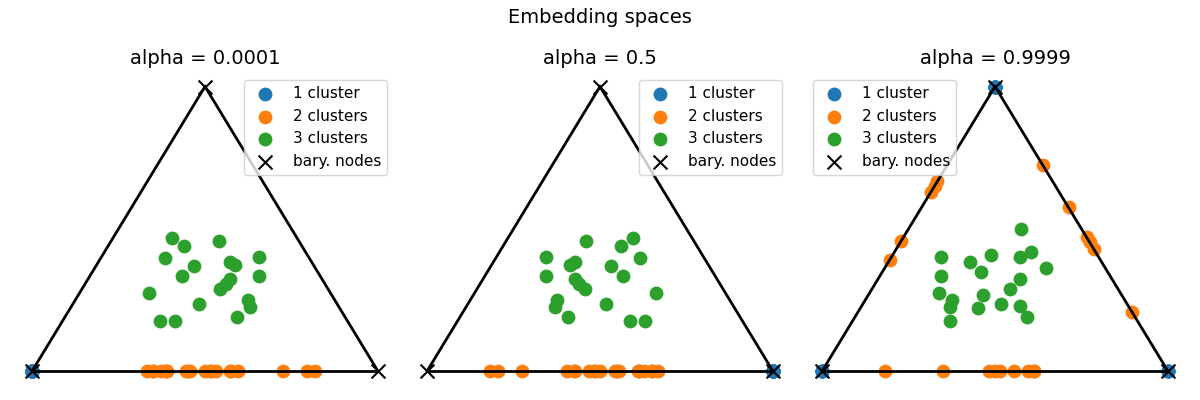 Embedding spaces
alpha = 0.0001
1 cluster
2 clusters
3 clusters
bary. nodes
alpha = 0.5
1 cluster
2 clusters
3 clusters
bary. nodes
alpha = 0.9999
1 cluster
2 clusters
3 clusters
bary. nodes